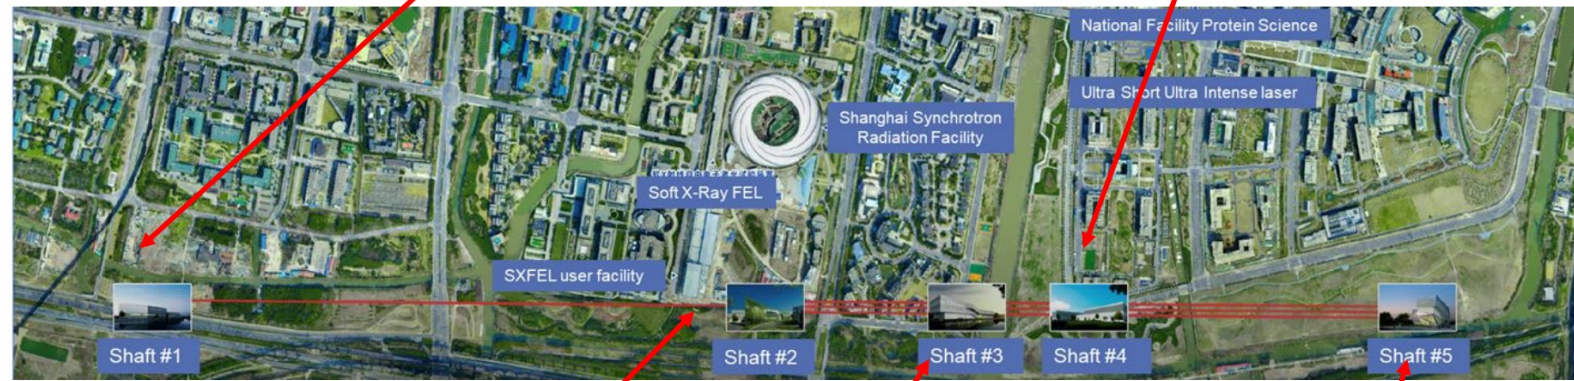 National Facility Protein Science
Ultra Short Ultra Intense laser
Shanghai Synchrotron
Radiation Facility
Soft X-Ray FEL
SXFEL user facility
Shaft #1
Shaft #2
Shaft #3
Shaft #4
Shaft #5